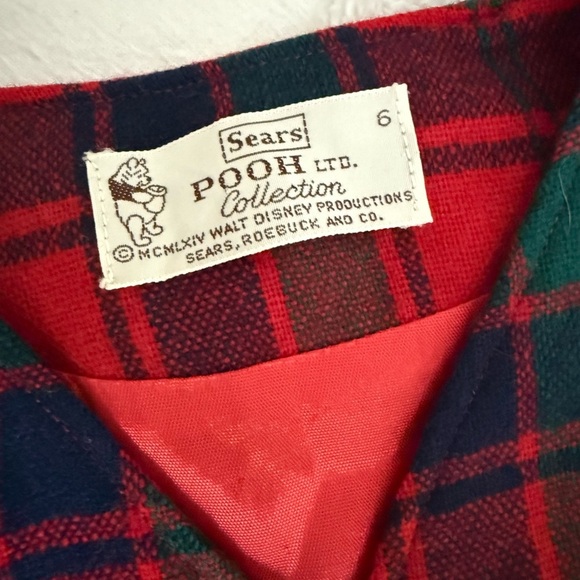 Sears
6
POOH LTD.
Collection
© MCMLXIV WALT DISNEY PRODUCTIONS
SEARS, ROEBUCK AND CO.